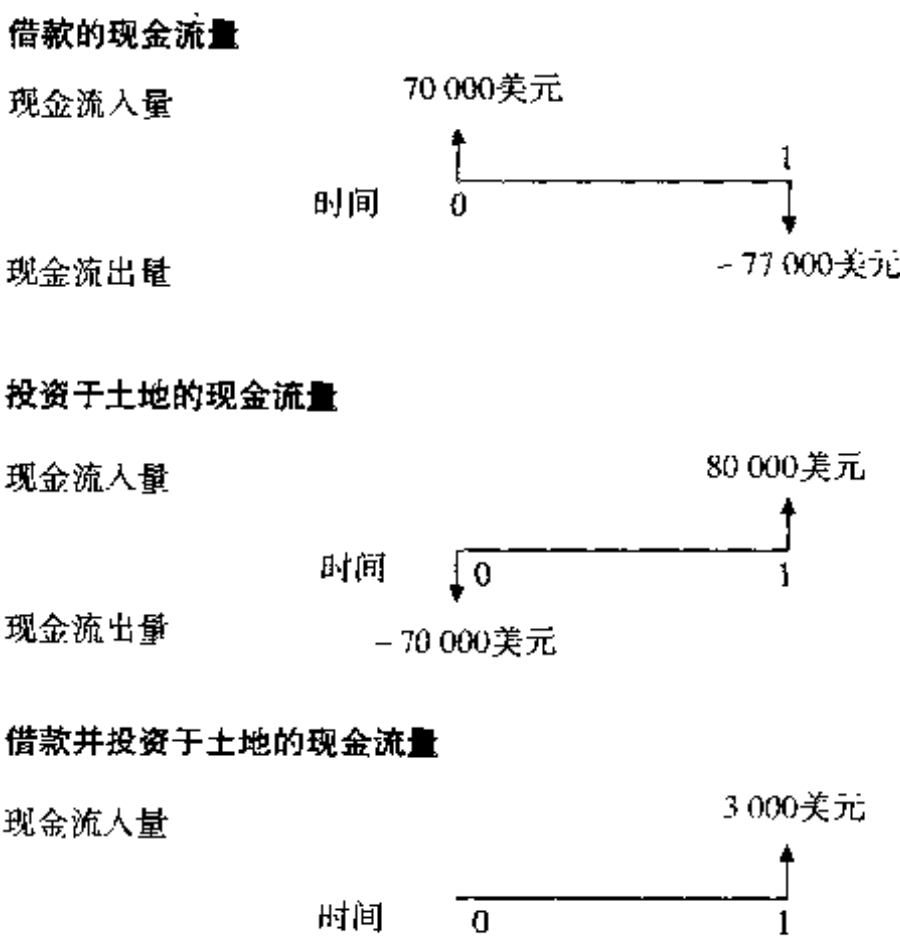 借款的现金流量
现金流入量 70 000美元
1
时间 0
现金流出量 -77 000美元
投资于土地的现金流量
现金流入量 80 000美元
时间 0 1
现金流出量 -70 000美元
借款并投资于土地的现金流量
现金流入量 3 000美元
时间 0 1